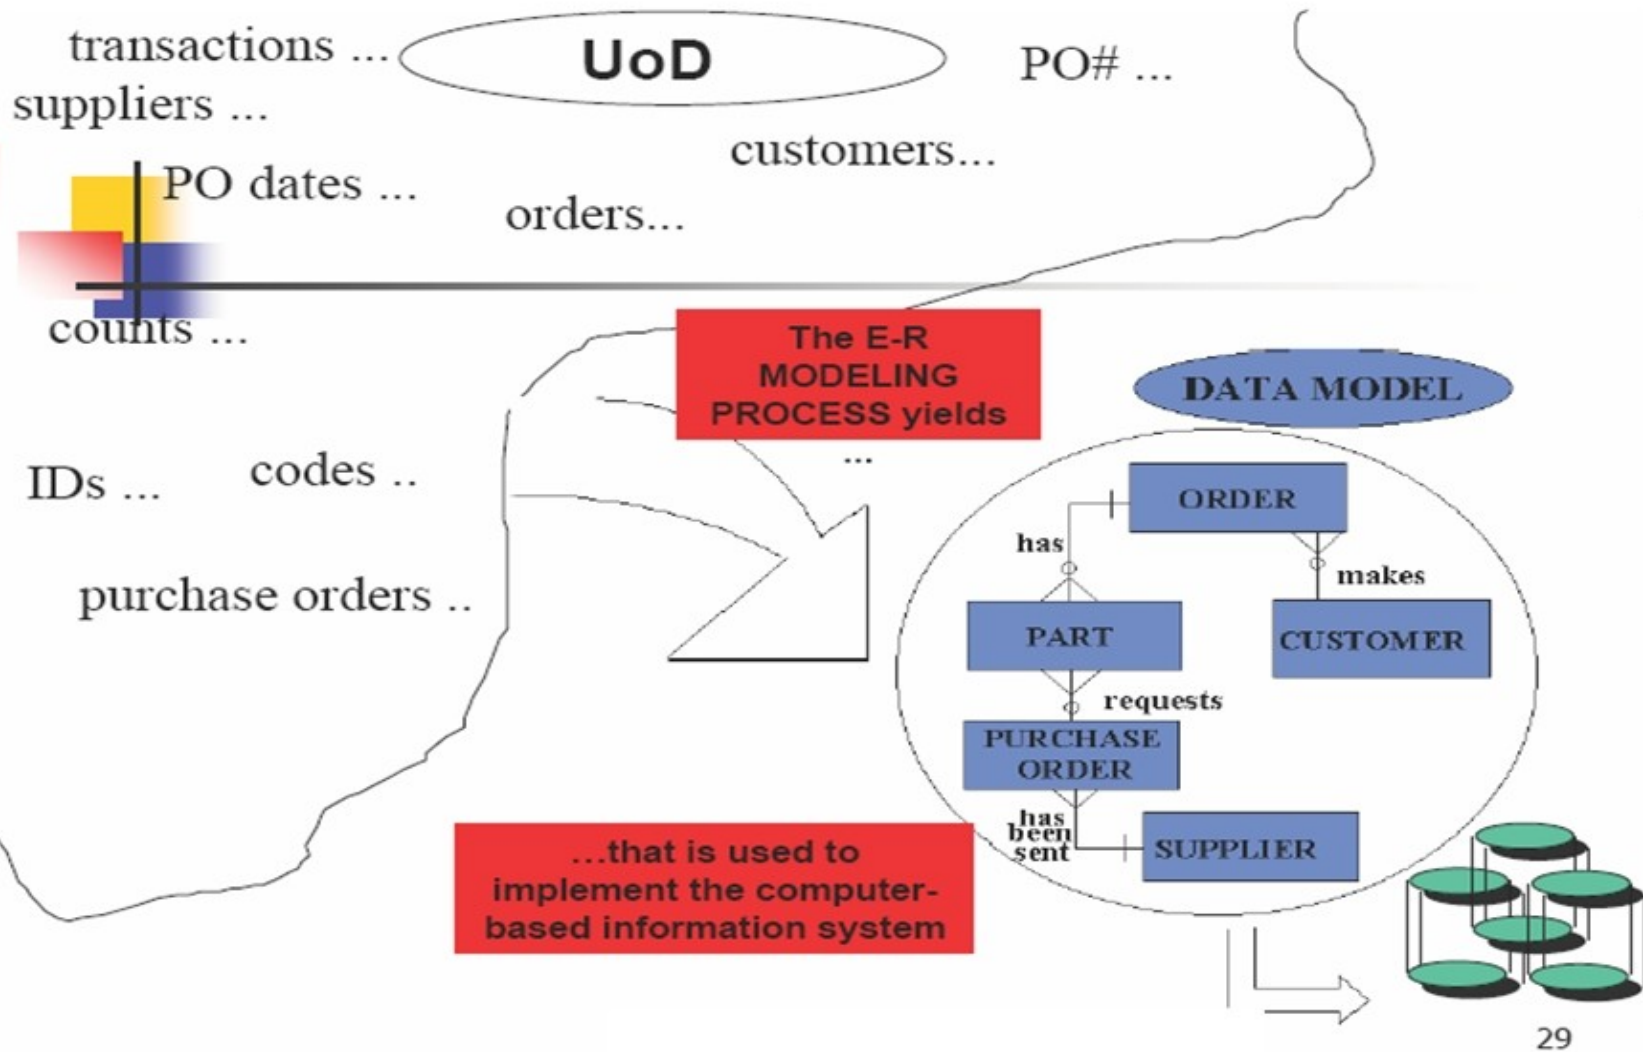 transactions ...
UoD
PO# ...
suppliers ...
customers...
PO dates ...
orders...
counts ...
The E-R
MODELING
PROCESS yields
...
DATA MODEL
IDs ...
codes ..
ORDER
has
makes
purchase orders ..
PART
CUSTOMER
requests
PURCHASE
ORDER
has
been
sent
SUPPLIER
...that is used to
implement the computer-
based information system
29